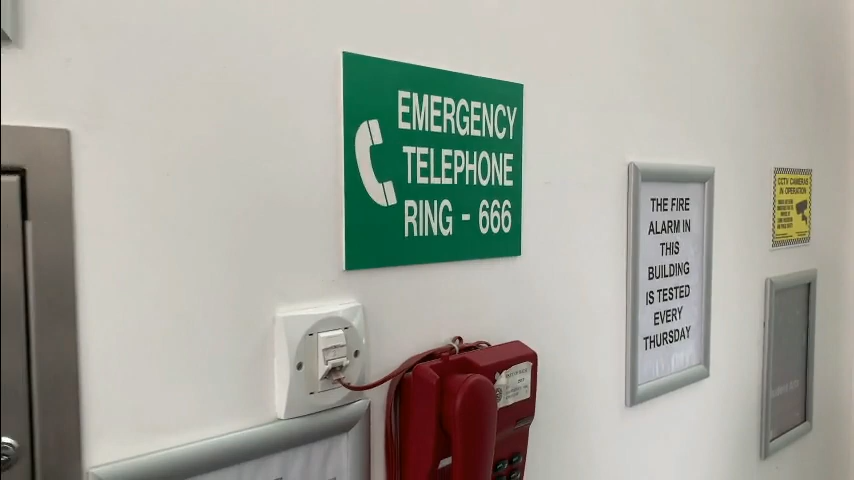 EMERGENCY
TELEPHONE
RING - 666
THE FIRE
ALARM IN
THIS
BUILDING
IS TESTED
EVERY
THURSDAY
CCTV CAMERAS
IN OPERATION